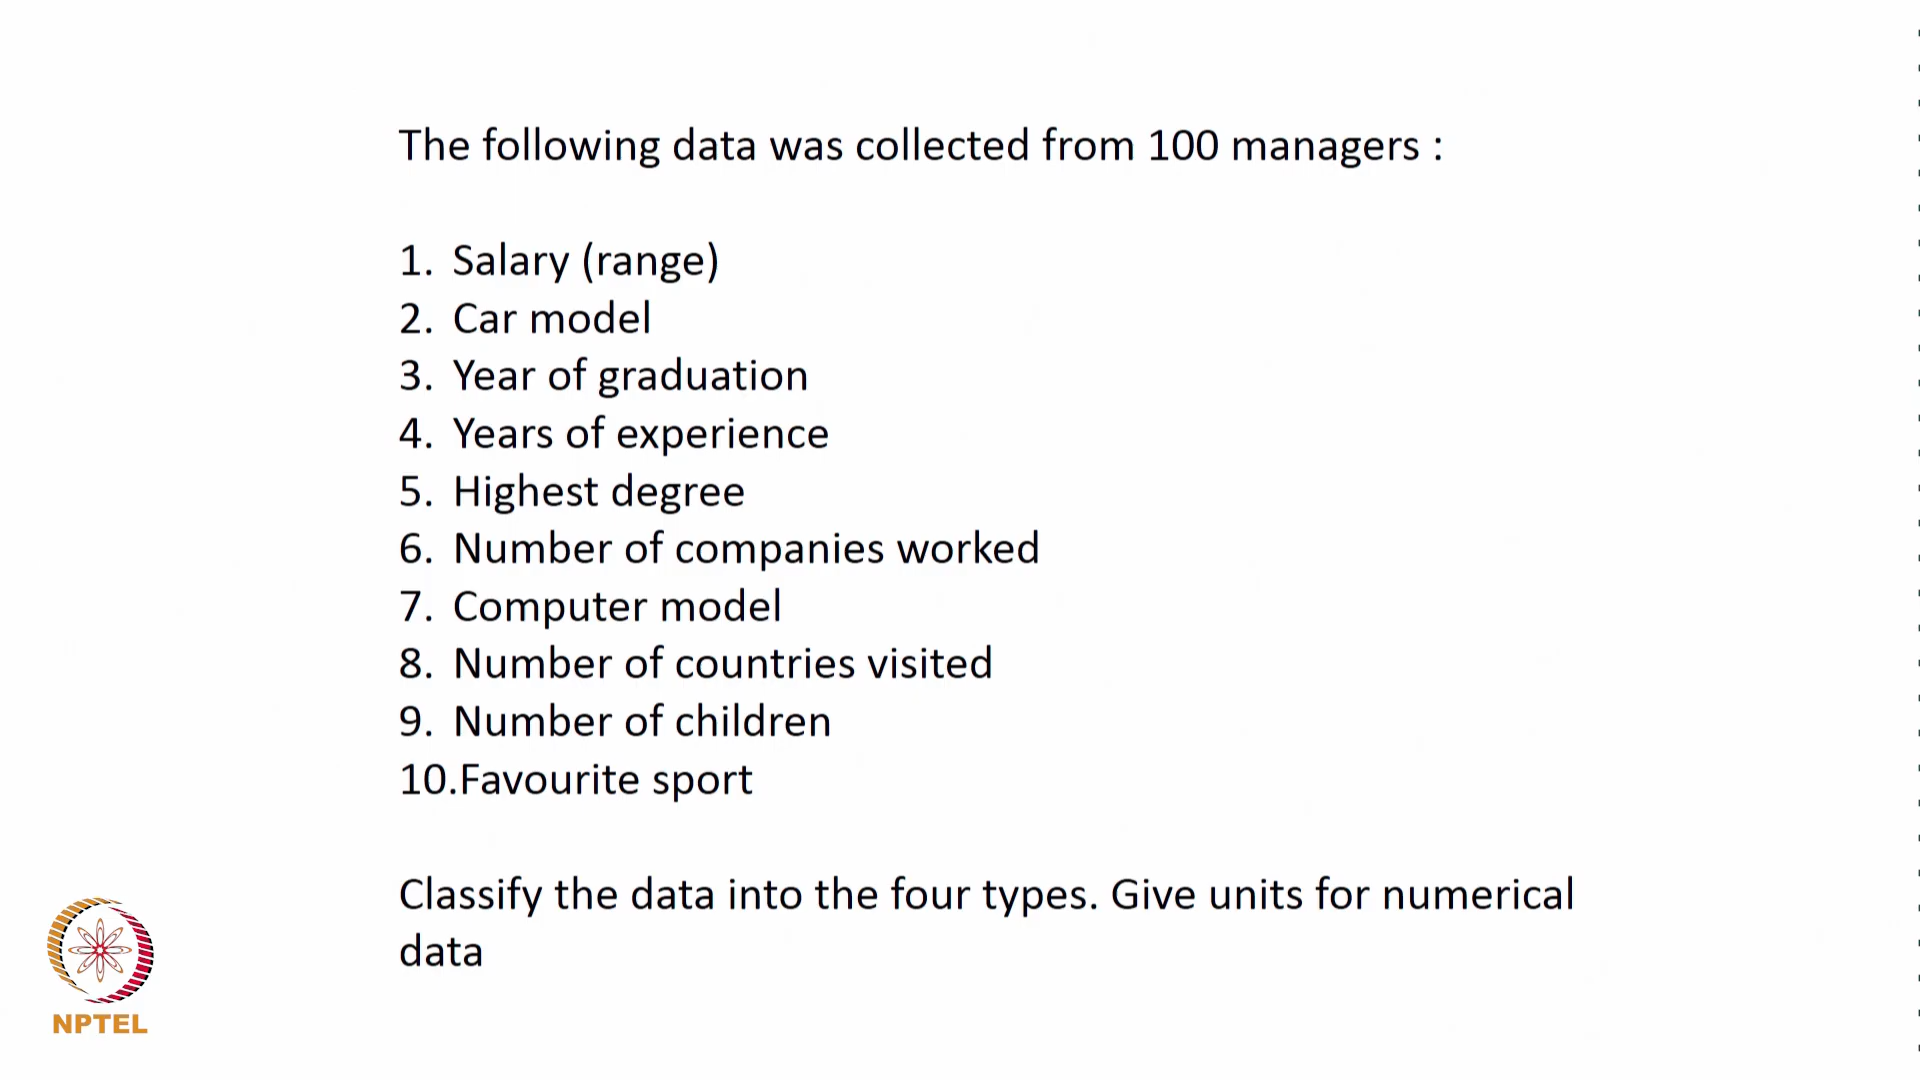 The following data was collected from 100 managers :
1. Salary (range)
2. Car model
3. Year of graduation
4. Years of experience
5. Highest degree
6. Number of companies worked
7. Computer model
8. Number of countries visited
9. Number of children
10.Favourite sport
Classify the data into the four types. Give units for numerical
data
NPTEL